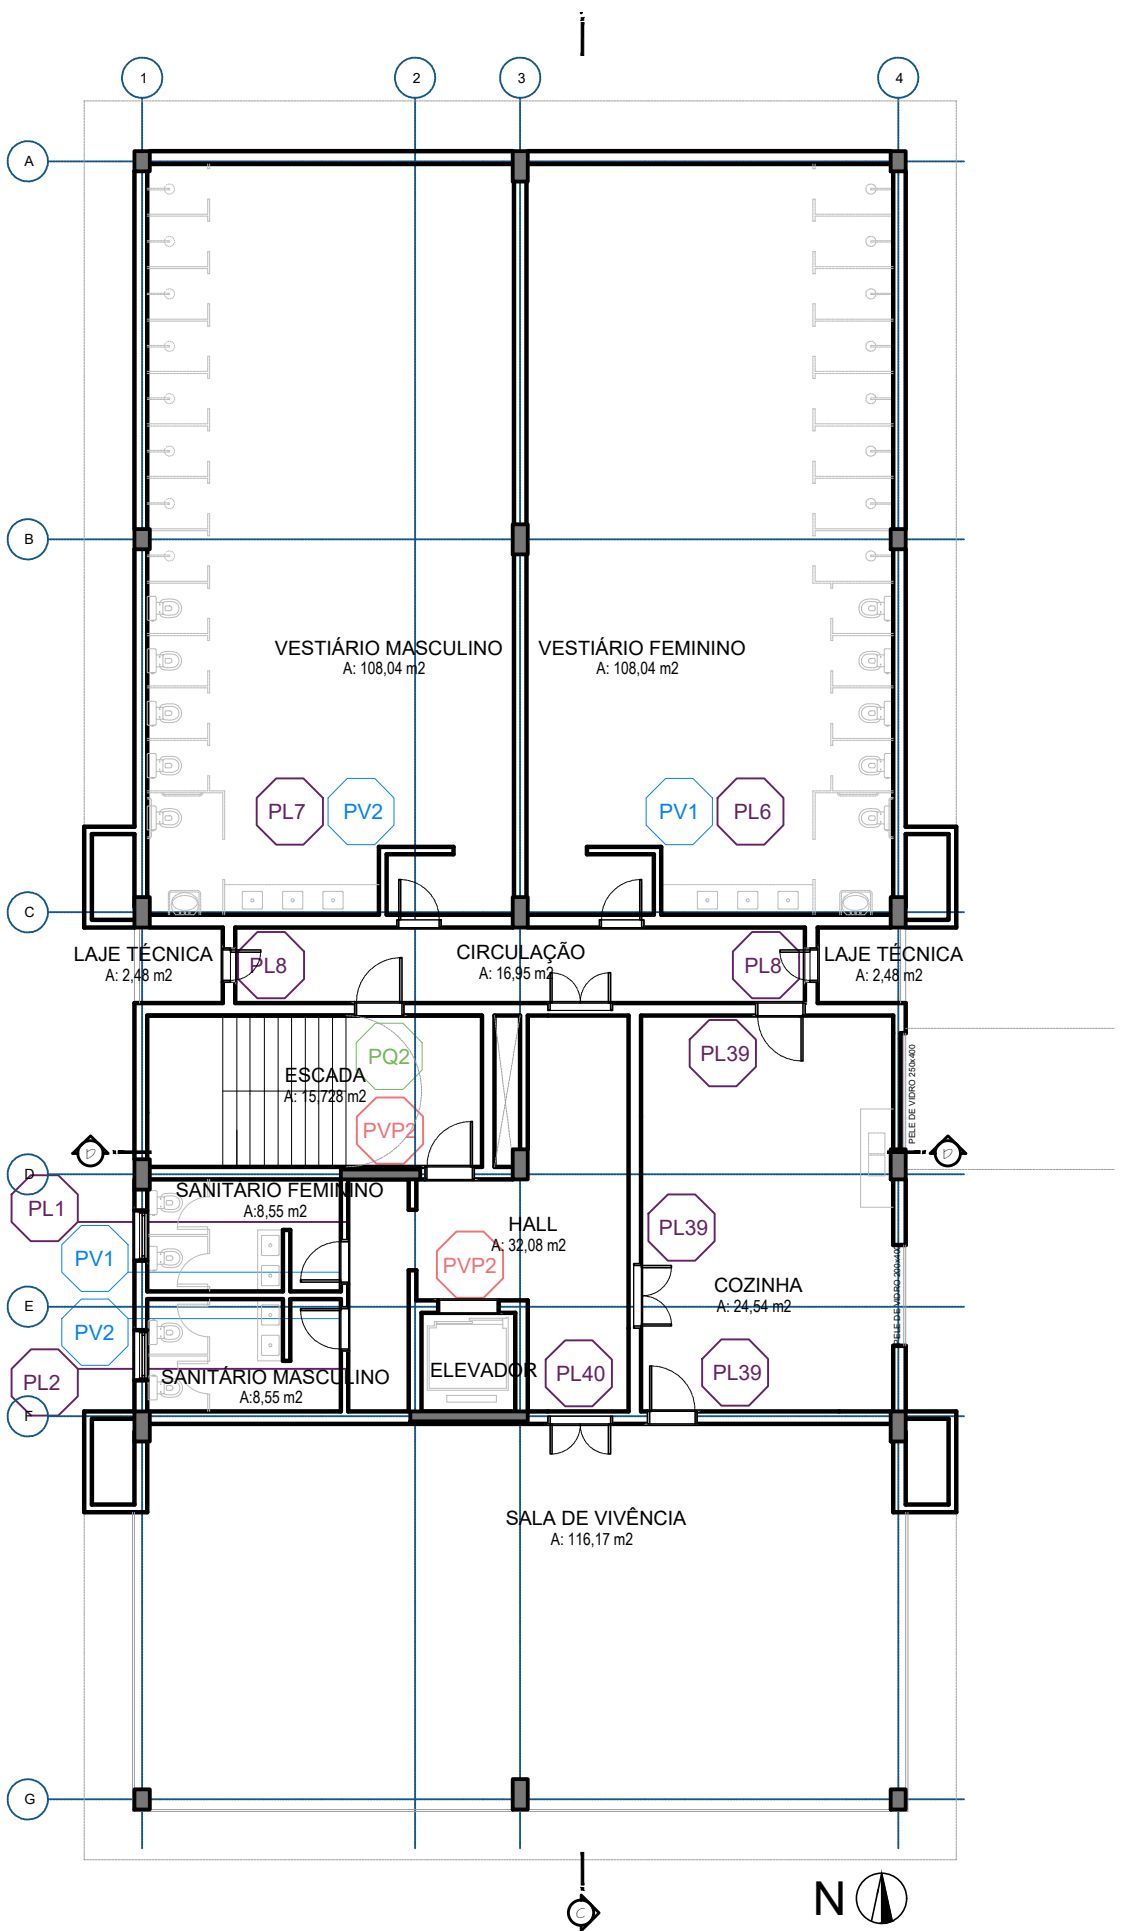 1
2
3
4
A
B
VESTIÁRIO MASCULINO
A: 108,04 m2
VESTIÁRIO FEMININO
A: 108,04 m2
PL7
PV2
PV1
PL6
C
LAJE TÉCNICA
A: 2,48 m2
PL8
CIRCULAÇÃO
A: 16,95 m2
PL8
LAJE TÉCNICA
A: 2,48 m2
PQ2
ESCADA
A: 15,728 m2
PVP2
PL39
PELE DE VIDRO 250x400
D
D
D
PL1
SANITÁRIO FEMININO
A:8,55 m2
PV1
HALL
A: 32,08 m2
PVP2
PL39
COZINHA
A: 24,54 m2
PELE DE VIDRO 200x400
E
PV2
PL2
SANITÁRIO MASCULINO
A:8,55 m2
ELEVADOR
PL40
PL39
F
SALA DE VIVÊNCIA
A: 116,17 m2
G
N
C